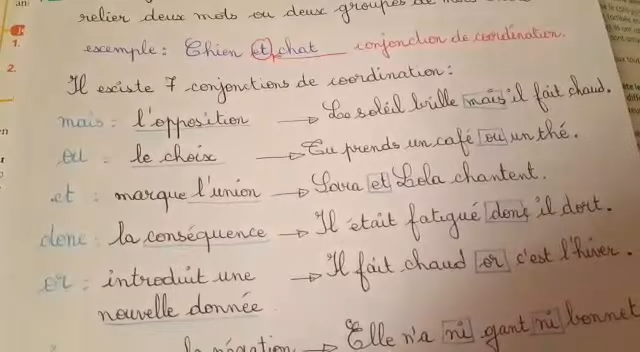 relier deux mots ou deux groupes de
exemple : Chien et chat conjonction de coordination.
1.
2.
Il existe 7 conjonctions de coordination :
mais : l'opposition → Le soleil brille mais il fait chaud.
ou : le choix → Tu prends un café ou un thé.
et : marque l'union → Sara et Lola chantent.
donc : la conséquence → Il était fatigué donc il dort.
or : introduit une → Il fait chaud or c'est l'hiver.
nouvelle donnée
la négation → Elle n'a ni gant ni bonnet